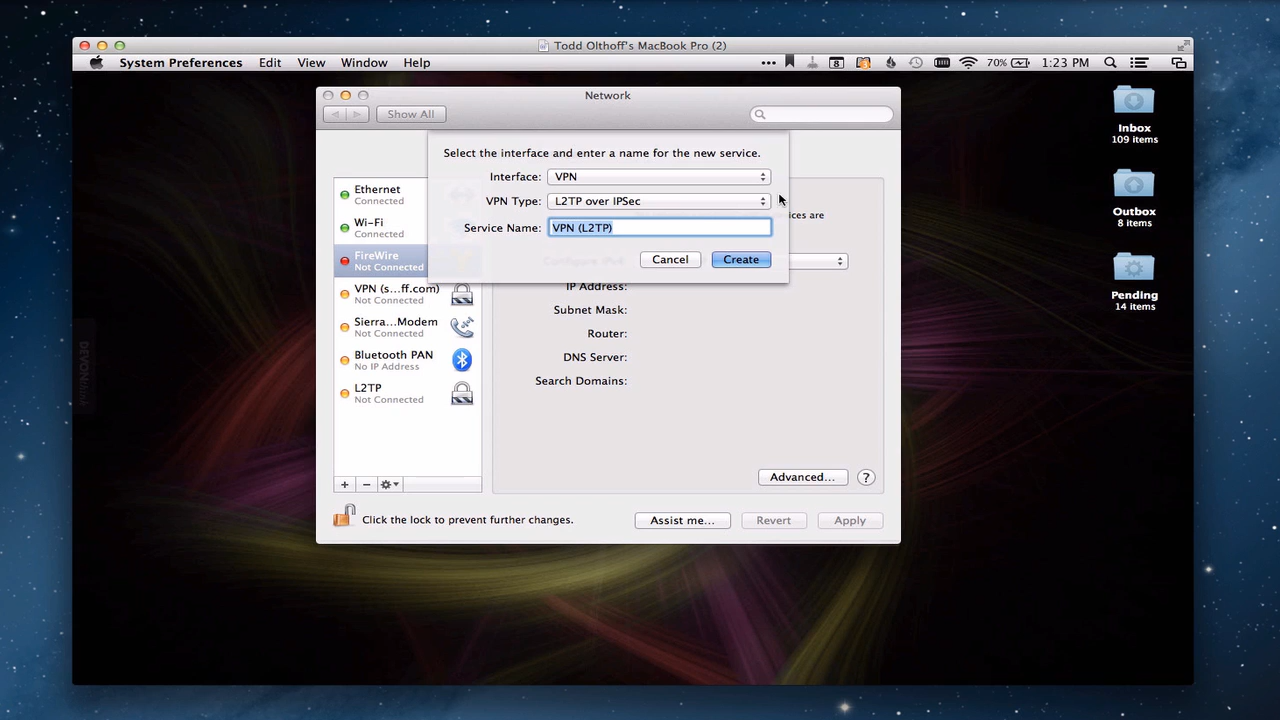 Todd Olthoff's MacBook Pro (2)
System Preferences Edit View Window Help
8 70% 1:23 PM
Network
Show All
Select the interface and enter a name for the new service.
Interface: VPN
VPN Type: L2TP over IPSec
Service Name: VPN (L2TP)
Cancel Create
Ethernet
Connected
Wi-Fi
Connected
FireWire
Not Connected
VPN (s...ff.com)
Not Connected
Sierra...Modem
Not Connected
Bluetooth PAN
No IP Address
L2TP
Not Connected
ices are
IP Address:
Subnet Mask:
Router:
DNS Server:
Search Domains:
Advanced... ?
+ −
Click the lock to prevent further changes.
Assist me... Revert Apply
Inbox
109 items
Outbox
8 items
Pending
14 items